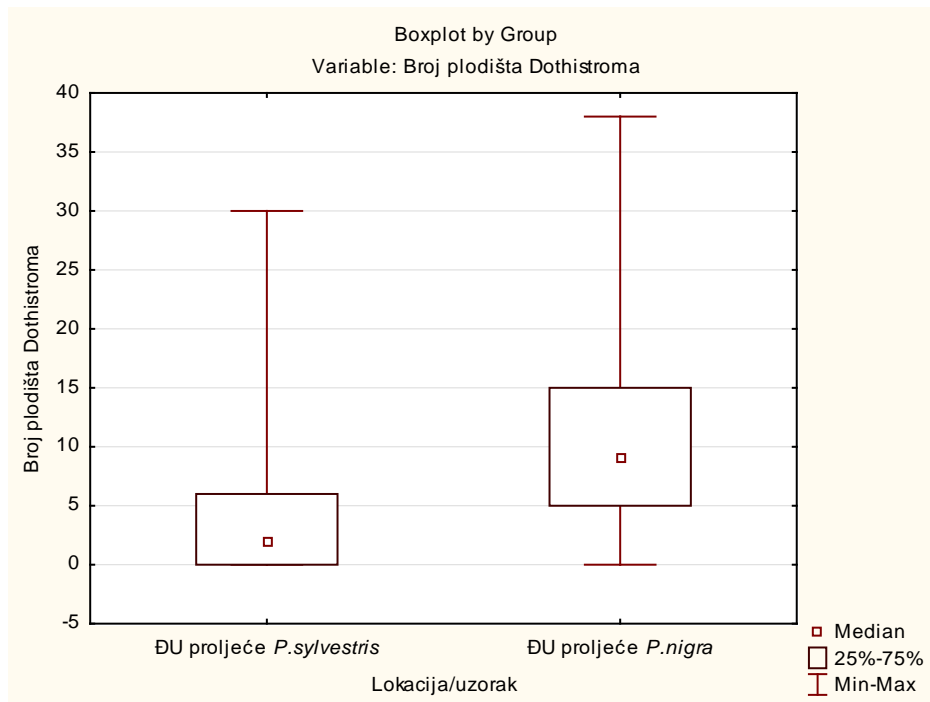 Boxplot by Group
Variable: Broj plodišta Dothistroma
Broj plodišta Dothistroma
40
35
30
25
20
15
10
5
0
-5
ĐU proljeće P.sylvestris
ĐU proljeće P.nigra
Lokacija/uzorak
Median
25%-75%
Min-Max